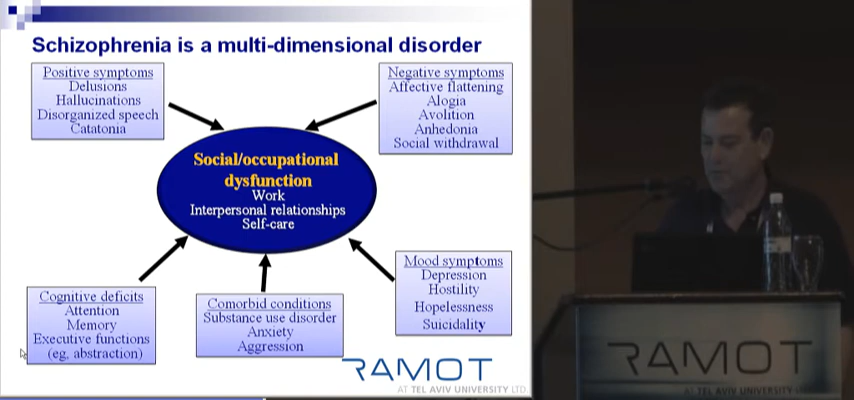 Schizophrenia is a multi-dimensional disorder
Positive symptoms
Delusions
Hallucinations
Disorganized speech
Catatonia
Negative symptoms
Affective flattening
Alogia
Avolition
Anhedonia
Social withdrawal
Social/occupational
dysfunction
Work
Interpersonal relationships
Self-care
Cognitive deficits
Attention
Memory
Executive functions
(eg, abstraction)
Comorbid conditions
Substance use disorder
Anxiety
Aggression
Mood symptoms
Depression
Hostility
Hopelessness
Suicidality
RAMOT
AT TEL AVIV UNIVERSITY LTD.
RAMOT
AT TEL AVIV UNIVERSITY LTD.